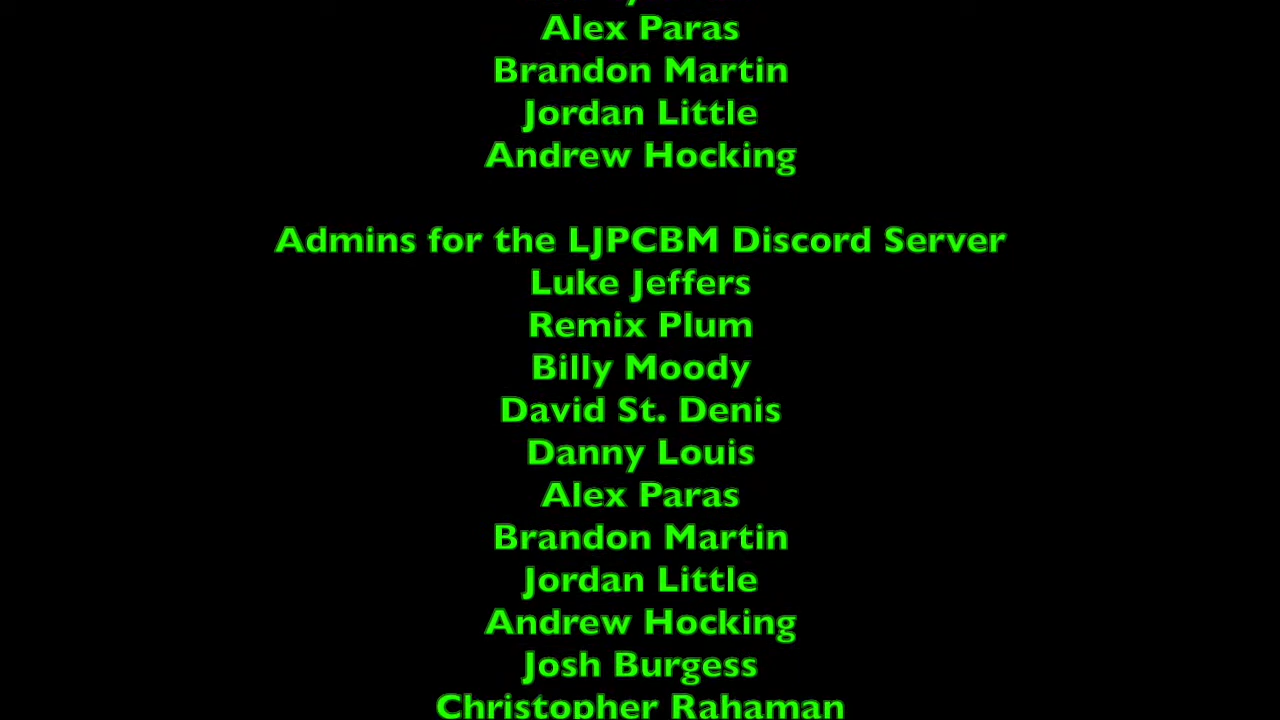 Alex Paras
Brandon Martin
Jordan Little
Andrew Hocking
Admins for the LJPCBM Discord Server
Luke Jeffers
Remix Plum
Billy Moody
David St. Denis
Danny Louis
Alex Paras
Brandon Martin
Jordan Little
Andrew Hocking
Josh Burgess
Christopher Rahaman